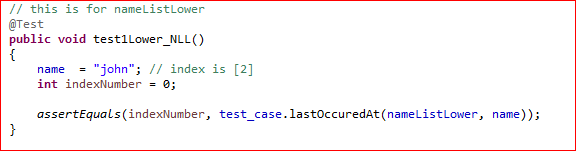 // this is for nameListLower
@Test
public void test1Lower_NLL()
{
    name  = "john"; // index is [2]
    int indexNumber = 0;
    assertEquals(indexNumber, test_case.lastOccuredAt(nameListLower, name));
}